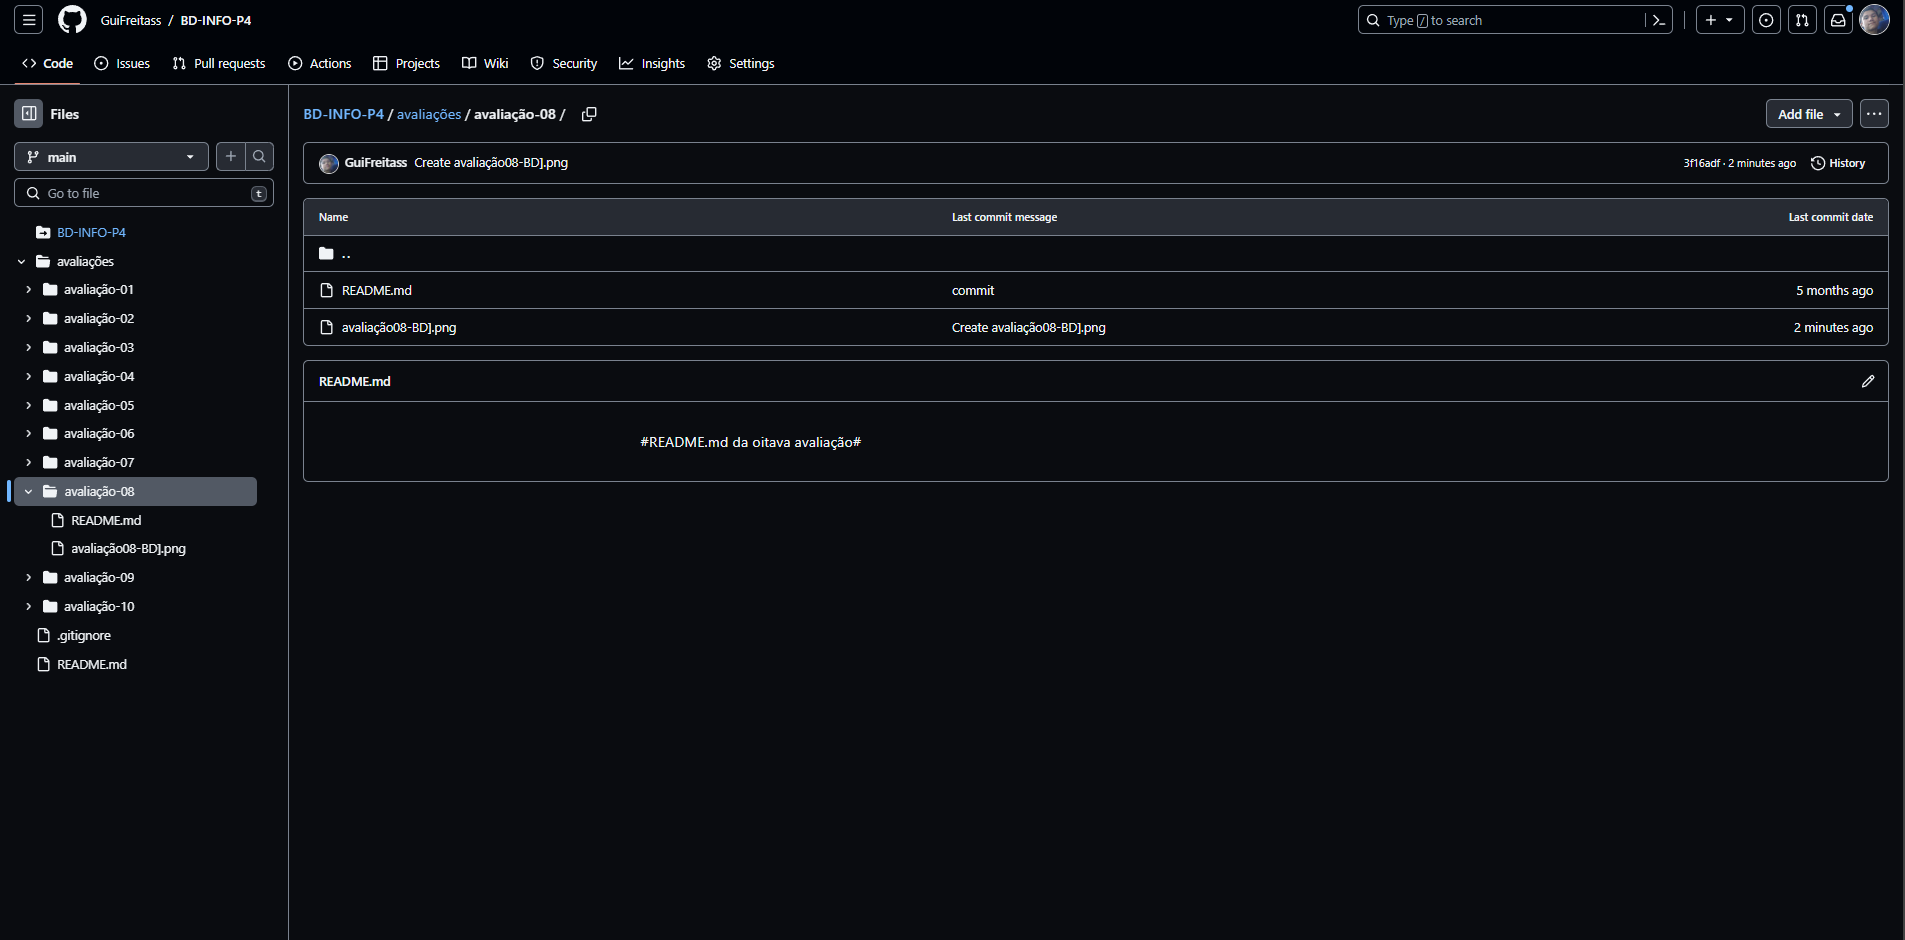 GuiFreitass / BD-INFO-P4
Type / to search
Code Issues Pull requests Actions Projects Wiki Security Insights Settings
Files
main
Go to file t
BD-INFO-P4
avaliações
avaliação-01
avaliação-02
avaliação-03
avaliação-04
avaliação-05
avaliação-06
avaliação-07
avaliação-08
README.md
avaliação08-BD].png
avaliação-09
avaliação-10
.gitignore
README.md
BD-INFO-P4 / avaliações / avaliação-08 /
Add file
GuiFreitass Create avaliação08-BD].png 3f16adf · 2 minutes ago History
Name Last commit message Last commit date
..
README.md commit 5 months ago
avaliação08-BD].png Create avaliação08-BD].png 2 minutes ago
README.md
#README.md da oitava avaliação#